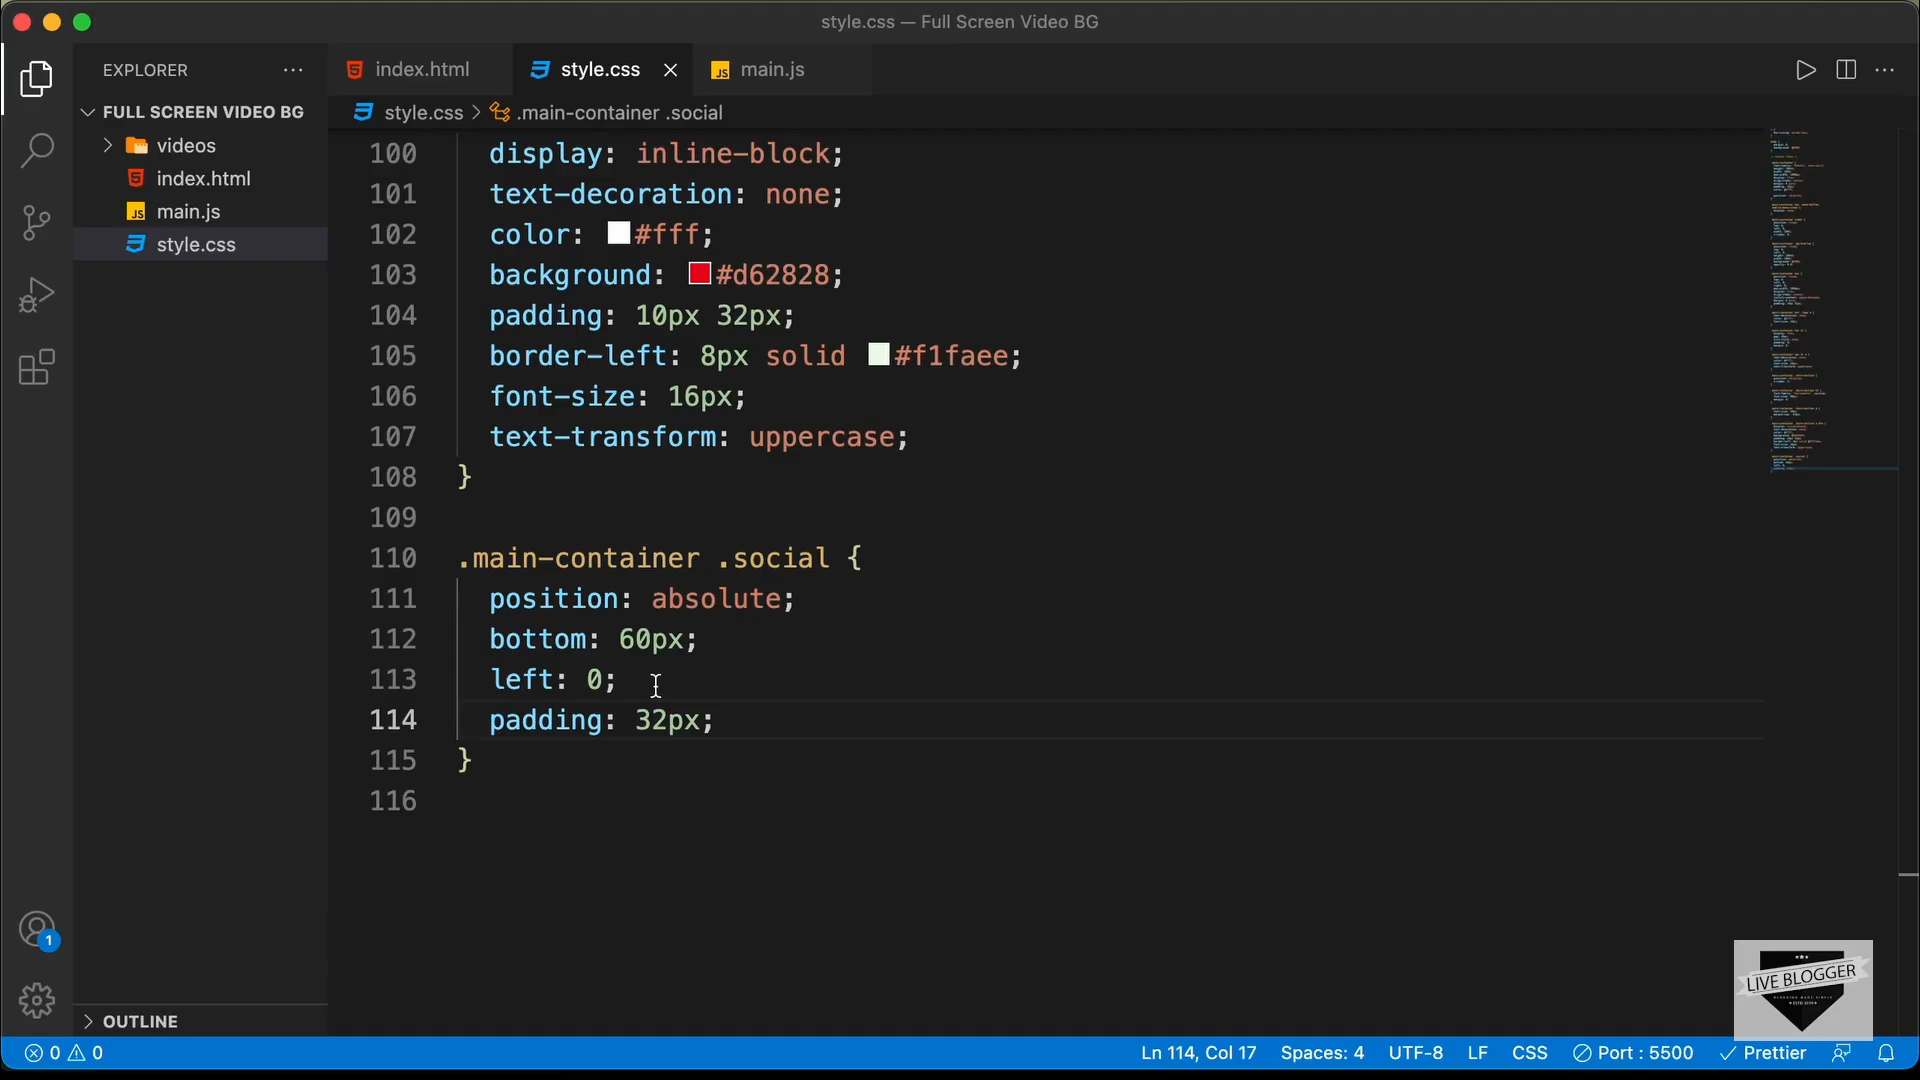 style.css — Full Screen Video BG
EXPLORER
index.html
style.css
main.js
FULL SCREEN VIDEO BG
style.css > .main-container .social
videos
index.html
main.js
style.css
100 display: inline-block;
101 text-decoration: none;
102 color: #fff;
103 background: #d62828;
104 padding: 10px 32px;
105 border-left: 8px solid #f1faee;
106 font-size: 16px;
107 text-transform: uppercase;
108 }
109
110 .main-container .social {
111 position: absolute;
112 bottom: 60px;
113 left: 0;
114 padding: 32px;
115 }
116
1
OUTLINE
LIVE BLOGGER
0 0 Ln 114, Col 17 Spaces: 4 UTF-8 LF CSS Port : 5500 Prettier